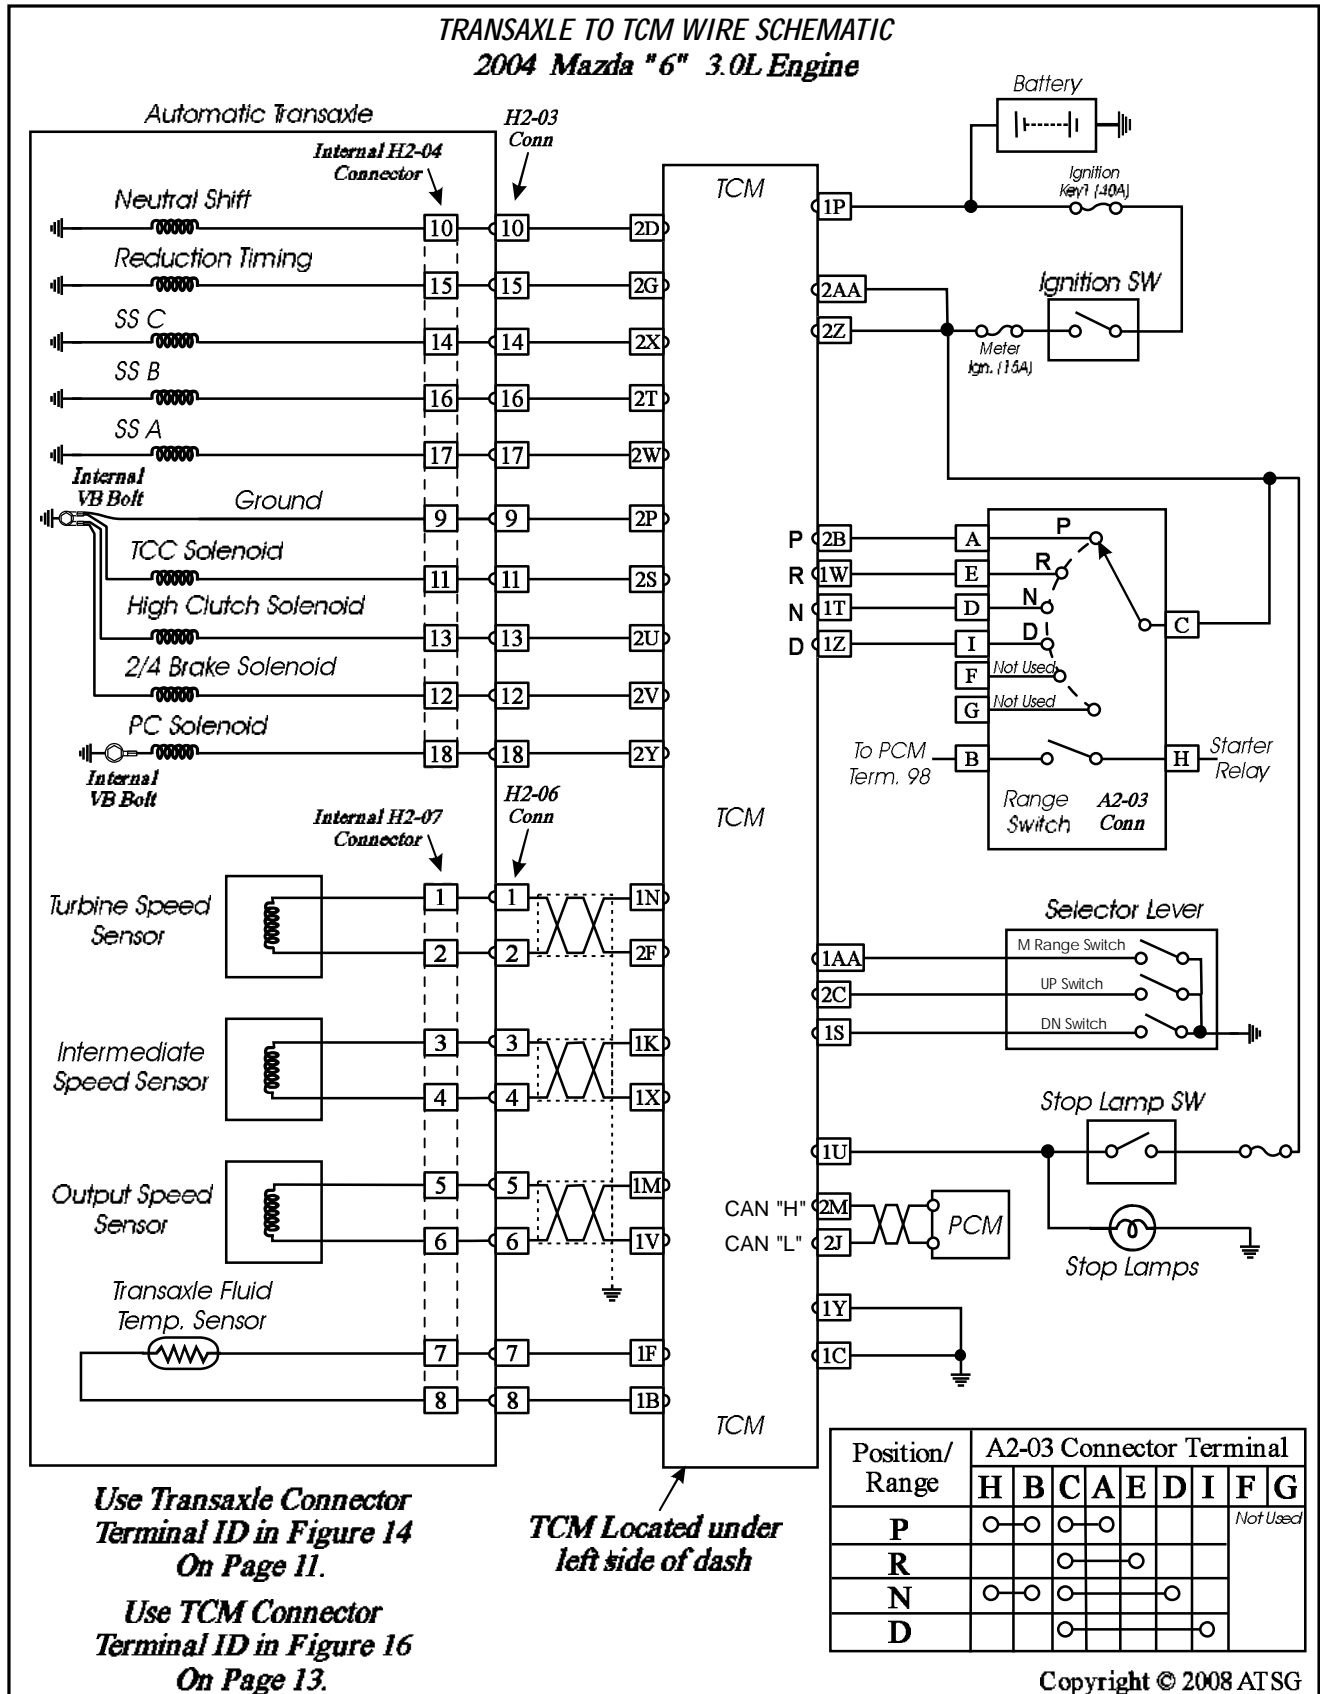 TRANSAXLE TO TCM WIRE SCHEMATIC
2004 Mazda "6" 3.0L Engine
Automatic Transaxle
H2-03
Conn
Internal H2-04
Connector
Battery
Ignition
Key1 (40A)
TCM
1P
Neutral Shift
10 10 2D
Reduction Timing
15 15 2G
2AA
Ignition SW
SS C
14 14 2X
2Z
Meter
Ign. (15A)
SS B
16 16 2T
SS A
17 17 2W
Internal
VB Bolt
Ground
9 9 2P
TCC Solenoid
11 11 2S
High Clutch Solenoid
13 13 2U
2/4 Brake Solenoid
12 12 2V
PC Solenoid
18 18 2Y
Internal
VB Bolt
P 2B A P
R 1W E R
N 1T D N
D 1Z I D
C
F Not Used
G Not Used
To PCM
Term. 98
B
H
Starter
Relay
Range
Switch
A2-03
Conn
TCM
Internal H2-07
Connector
H2-06
Conn
Turbine Speed
Sensor
1 1 1N
2 2 2F
Selector Lever
1AA M Range Switch
2C UP Switch
1S DN Switch
Intermediate
Speed Sensor
3 3 1K
4 4 1X
Stop Lamp SW
1U
Output Speed
Sensor
5 5 1M
6 6 1V
CAN "H" 2M
CAN "L" 2J
PCM
Stop Lamps
Transaxle Fluid
Temp. Sensor
7 7 1F
8 8 1B
1Y
1C
TCM
Use Transaxle Connector
Terminal ID in Figure 14
On Page 11.
Use TCM Connector
Terminal ID in Figure 16
On Page 13.
TCM Located under
left side of dash
Position/
Range
A2-03 Connector Terminal
H B C A E D I F G
P
Not Used
R
N
D
Copyright © 2008 ATSG